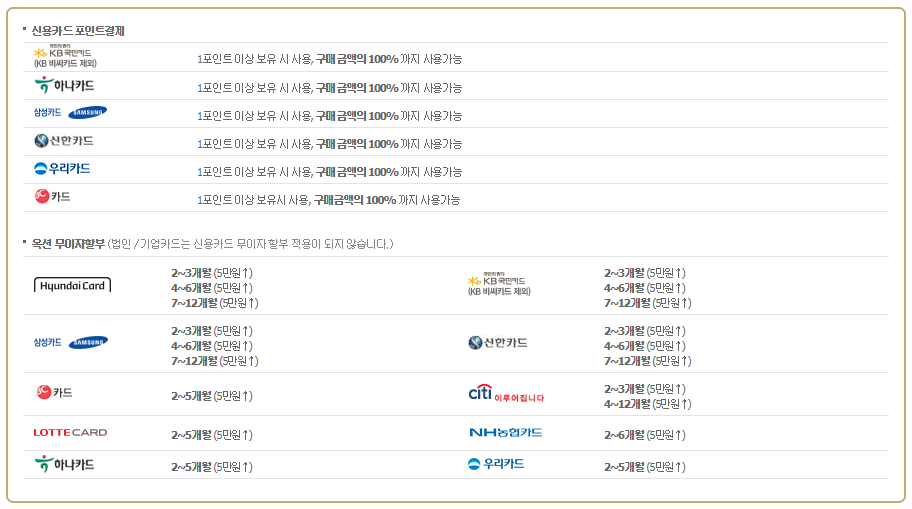 신용카드 포인트결제
국민의 행복
KB국민카드
(KB 비씨카드 제외)
1포인트 이상 보유 시 사용, 구매 금액의 100% 까지 사용가능
하나카드
1포인트 이상 보유 시 사용, 구매 금액의 100% 까지 사용가능
삼성카드 SAMSUNG
1포인트 이상 보유 시 사용, 구매 금액의 100% 까지 사용가능
신한카드
1포인트 이상 보유 시 사용, 구매 금액의 100% 까지 사용가능
우리카드
1포인트 이상 보유 시 사용, 구매 금액의 100% 까지 사용가능
카드
1포인트 이상 보유시 사용, 구매 금액의 100% 까지 사용가능
옥션 무이자할부 (법인 / 기업카드는 신용카드 무이자 할부 적용이 되지 않습니다.)
HyundaiCard
2~3개월 (5만원↑)
4~6개월 (5만원↑)
7~12개월 (5만원↑)
KB국민카드
(KB 비씨카드 제외)
2~3개월 (5만원↑)
4~6개월 (5만원↑)
7~12개월 (5만원↑)
삼성카드 SAMSUNG
2~3개월 (5만원↑)
4~6개월 (5만원↑)
7~12개월 (5만원↑)
신한카드
2~3개월 (5만원↑)
4~6개월 (5만원↑)
7~12개월 (5만원↑)
카드
2~5개월 (5만원↑)
citi 이루어집니다
2~3개월 (5만원↑)
4~12개월 (5만원↑)
LOTTE CARD
2~5개월 (5만원↑)
NH농협카드
2~6개월 (5만원↑)
하나카드
2~5개월 (5만원↑)
우리카드
2~5개월 (5만원↑)